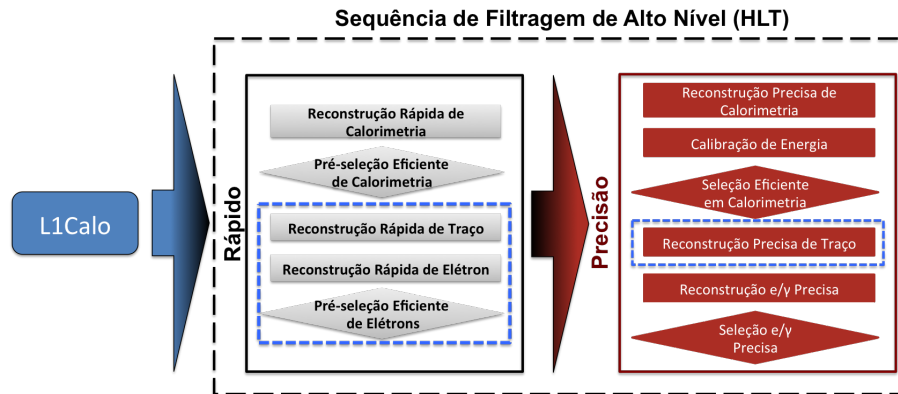 Sequência de Filtragem de Alto Nível (HLT)
L1Calo
Rápido
Reconstrução Rápida de
Calorimetria
Pré-seleção Eficiente
de Calorimetria
Reconstrução Rápida de Traço
Reconstrução Rápida de Elétron
Pré-seleção Eficiente
de Elétrons
Precisão
Reconstrução Precisa de
Calorimetria
Calibração de Energia
Seleção Eficiente
em Calorimetria
Reconstrução Precisa de Traço
Reconstrução e/γ Precisa
Seleção e/γ
Precisa